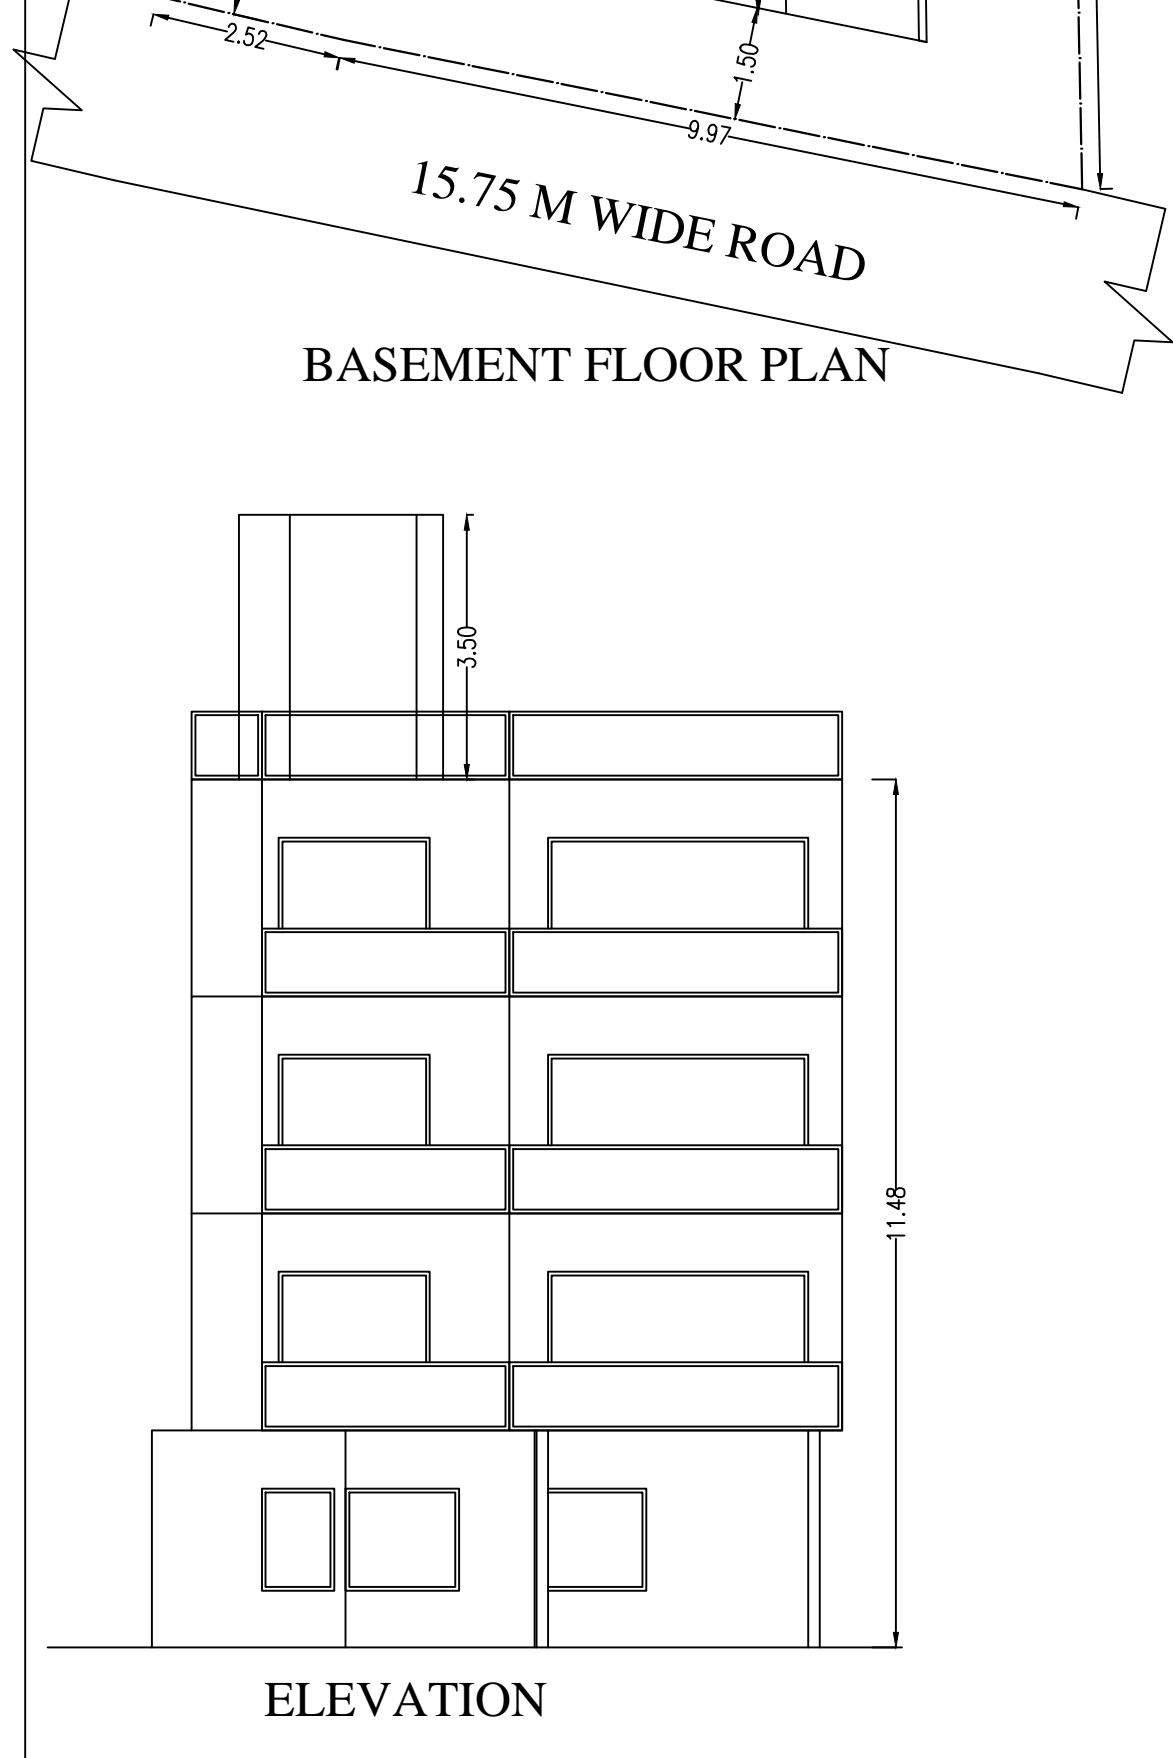 2.52
1.50
9.97
15.75 M WIDE ROAD
BASEMENT FLOOR PLAN
3.50
11.48
ELEVATION